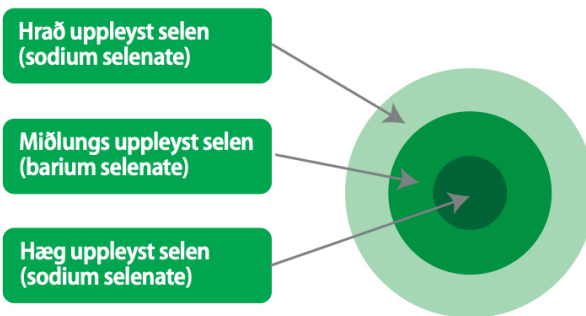 Hrað uppleyst selen
(sodium selenate)
Miðlungs uppleyst selen
(barium selenate)
Hæg uppleyst selen
(sodium selenate)